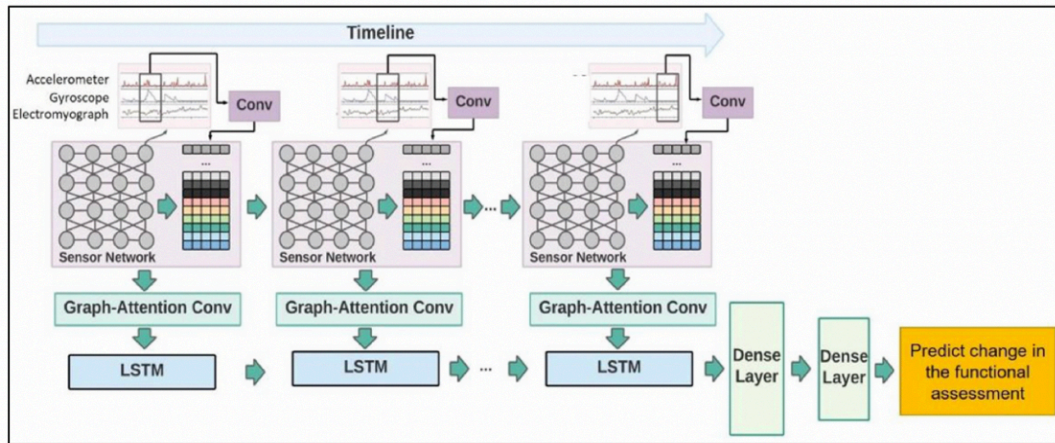 Timeline
Accelerometer
Gyroscope
Electromyograph
Conv
Conv
Conv
...
...
...
...
Sensor Network
Sensor Network
Sensor Network
Graph-Attention Conv
Graph-Attention Conv
Graph-Attention Conv
LSTM
LSTM
...
LSTM
Dense
Layer
Dense
Layer
Predict change in
the functional
assessment